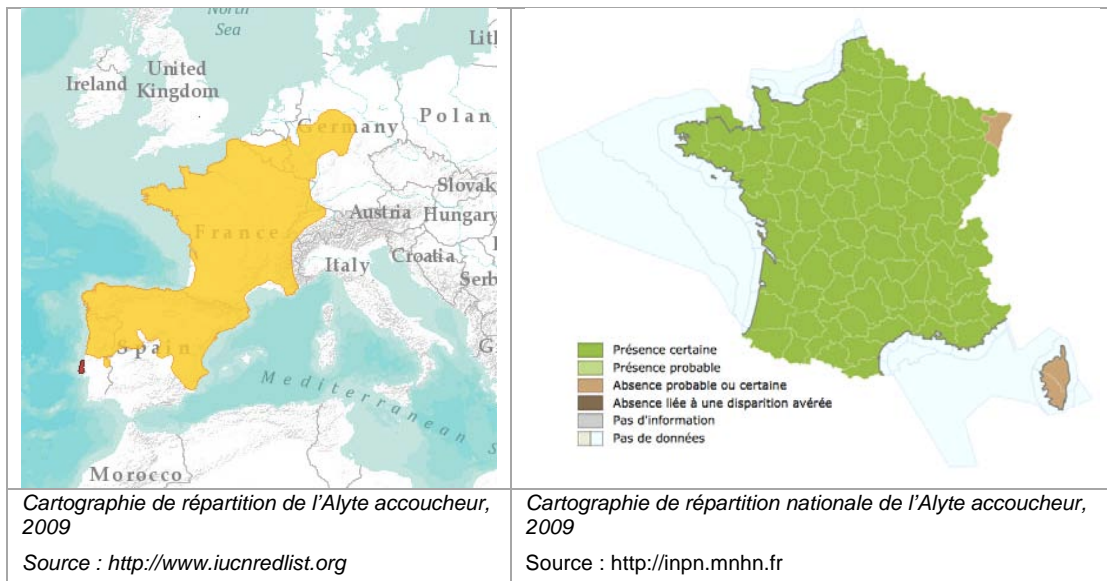 North
Sea
Lit
United
Kingdom
Ireland
Germany
Polan
Slovak
Austria
Hungary
France
Italy
Croatia
Serb
Spain
Mediterranean
S
G
Morocco
Présence certaine
Présence probable
Absence probable ou certaine
Absence liée à une disparition avérée
Pas d'information
Pas de données
Cartographie de répartition de l'Alyte accoucheur,
2009
Source : http://www.iucnredlist.org
Cartographie de répartition nationale de l'Alyte accoucheur,
2009
Source : http://inpn.mnhn.fr